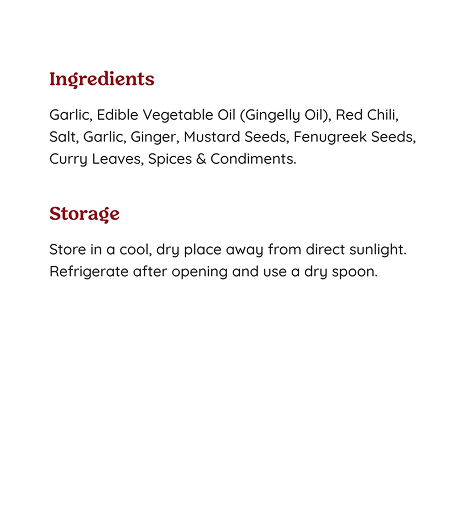 Ingredients
Garlic, Edible Vegetable Oil (Gingelly Oil), Red Chili,
Salt, Garlic, Ginger, Mustard Seeds, Fenugreek Seeds,
Curry Leaves, Spices & Condiments.
Storage
Store in a cool, dry place away from direct sunlight.
Refrigerate after opening and use a dry spoon.